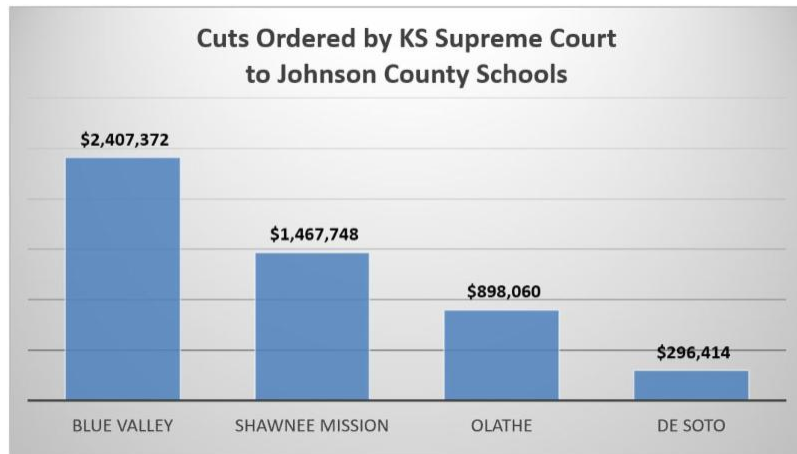 Cuts Ordered by KS Supreme Court
to Johnson County Schools
$2,407,372
$1,467,748
$898,060
$296,414
BLUE VALLEY
SHAWNEE MISSION
OLATHE
DE SOTO